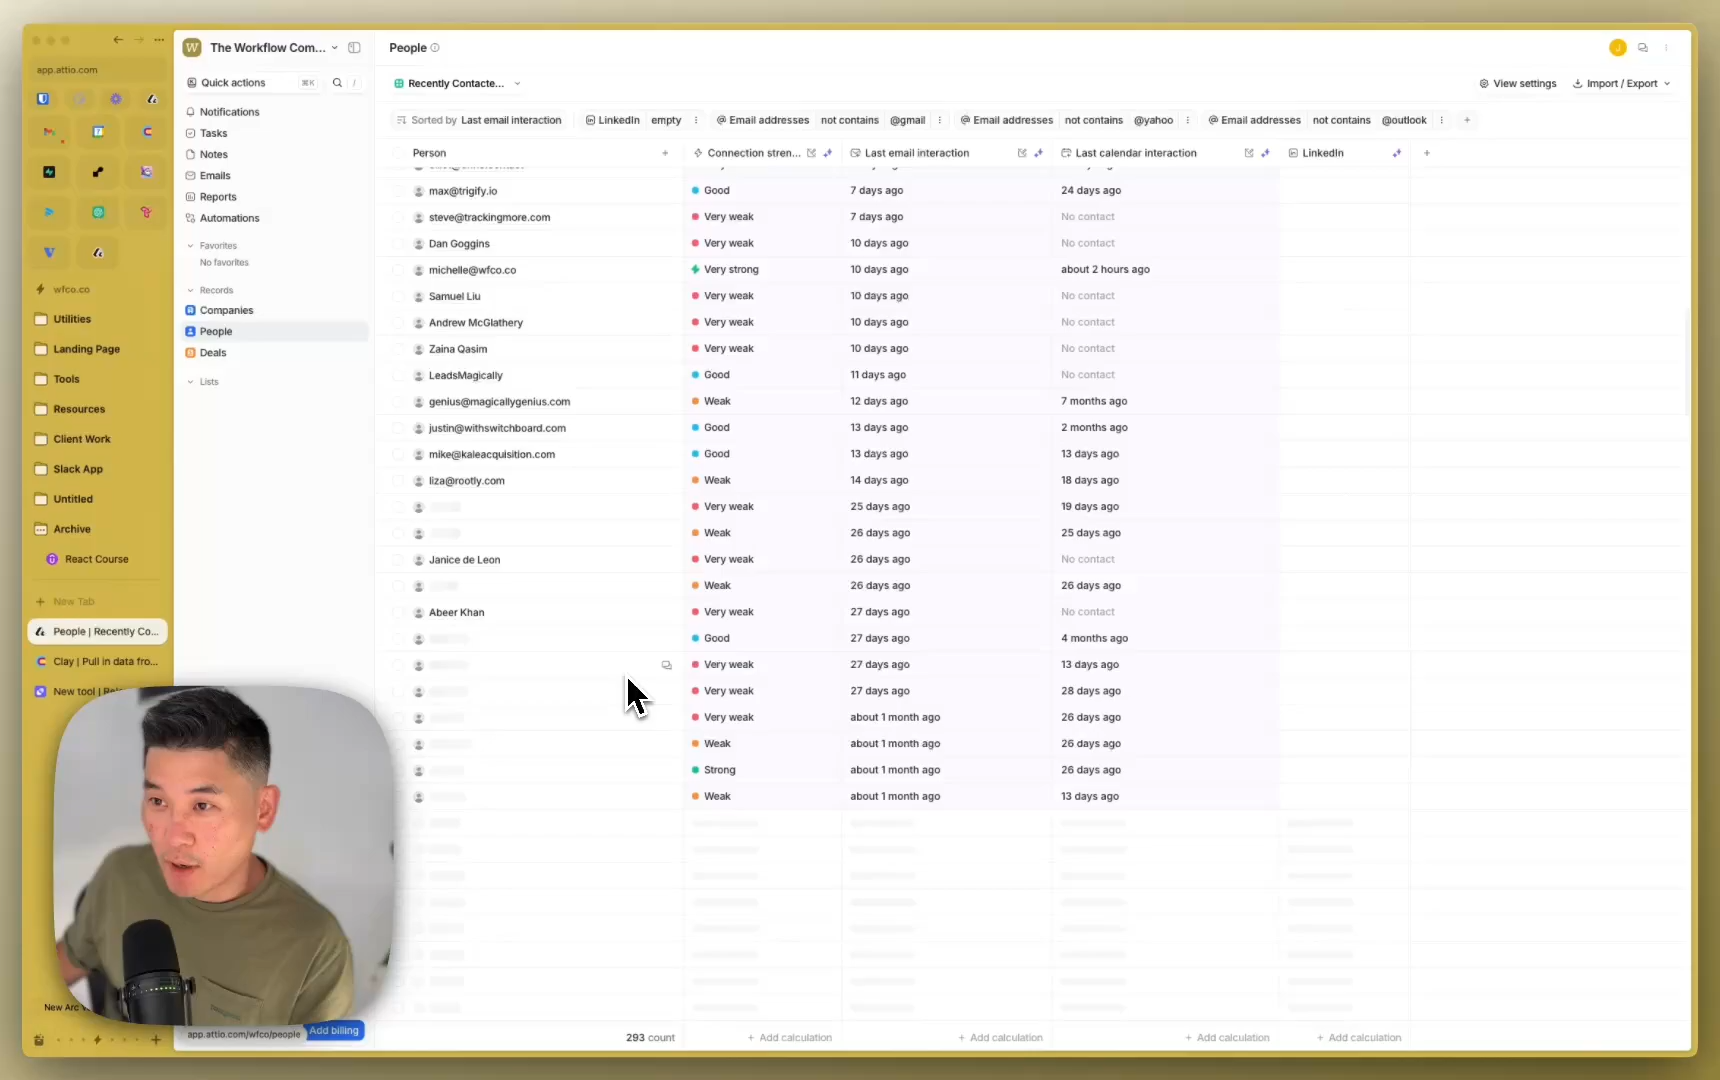 app.attio.com
wfco.co
Utilities
Landing Page
Tools
Resources
Client Work
Slack App
Untitled
Archive
React Course
New Tab
People | Recently Co...
Clay | Pull in data fro...
New tool |
New Arc
The Workflow Com...
Quick actions
⌘K
/
Notifications
Tasks
Notes
Emails
Reports
Automations
Favorites
No favorites
Records
Companies
People
Deals
Lists
app.attio.com/wfco/people
Add billing
People
Recently Contacte...
View settings
Import / Export
Sorted by Last email interaction
LinkedIn empty
Email addresses not contains @gmail
Email addresses not contains @yahoo
Email addresses not contains @outlook
Person Connection stren... Last email interaction Last calendar interaction LinkedIn
max@trigify.io Good 7 days ago 24 days ago
steve@trackingmore.com Very weak 7 days ago No contact
Dan Goggins Very weak 10 days ago No contact
michelle@wfco.co Very strong 10 days ago about 2 hours ago
Samuel Liu Very weak 10 days ago No contact
Andrew McGlathery Very weak 10 days ago No contact
Zaina Qasim Very weak 10 days ago No contact
LeadsMagically Good 11 days ago No contact
genius@magicallygenius.com Weak 12 days ago 7 months ago
justin@withswitchboard.com Good 13 days ago 2 months ago
mike@kaleacquisition.com Good 13 days ago 13 days ago
liza@rootly.com Weak 14 days ago 18 days ago
Very weak 25 days ago 19 days ago
Weak 26 days ago 25 days ago
Janice de Leon Very weak 26 days ago No contact
Weak 26 days ago 26 days ago
Abeer Khan Very weak 27 days ago No contact
Good 27 days ago 4 months ago
Very weak 27 days ago 13 days ago
Very weak 27 days ago 28 days ago
Very weak about 1 month ago 26 days ago
Weak about 1 month ago 26 days ago
Strong about 1 month ago 26 days ago
Weak about 1 month ago 13 days ago
293 count + Add calculation + Add calculation + Add calculation + Add calculation